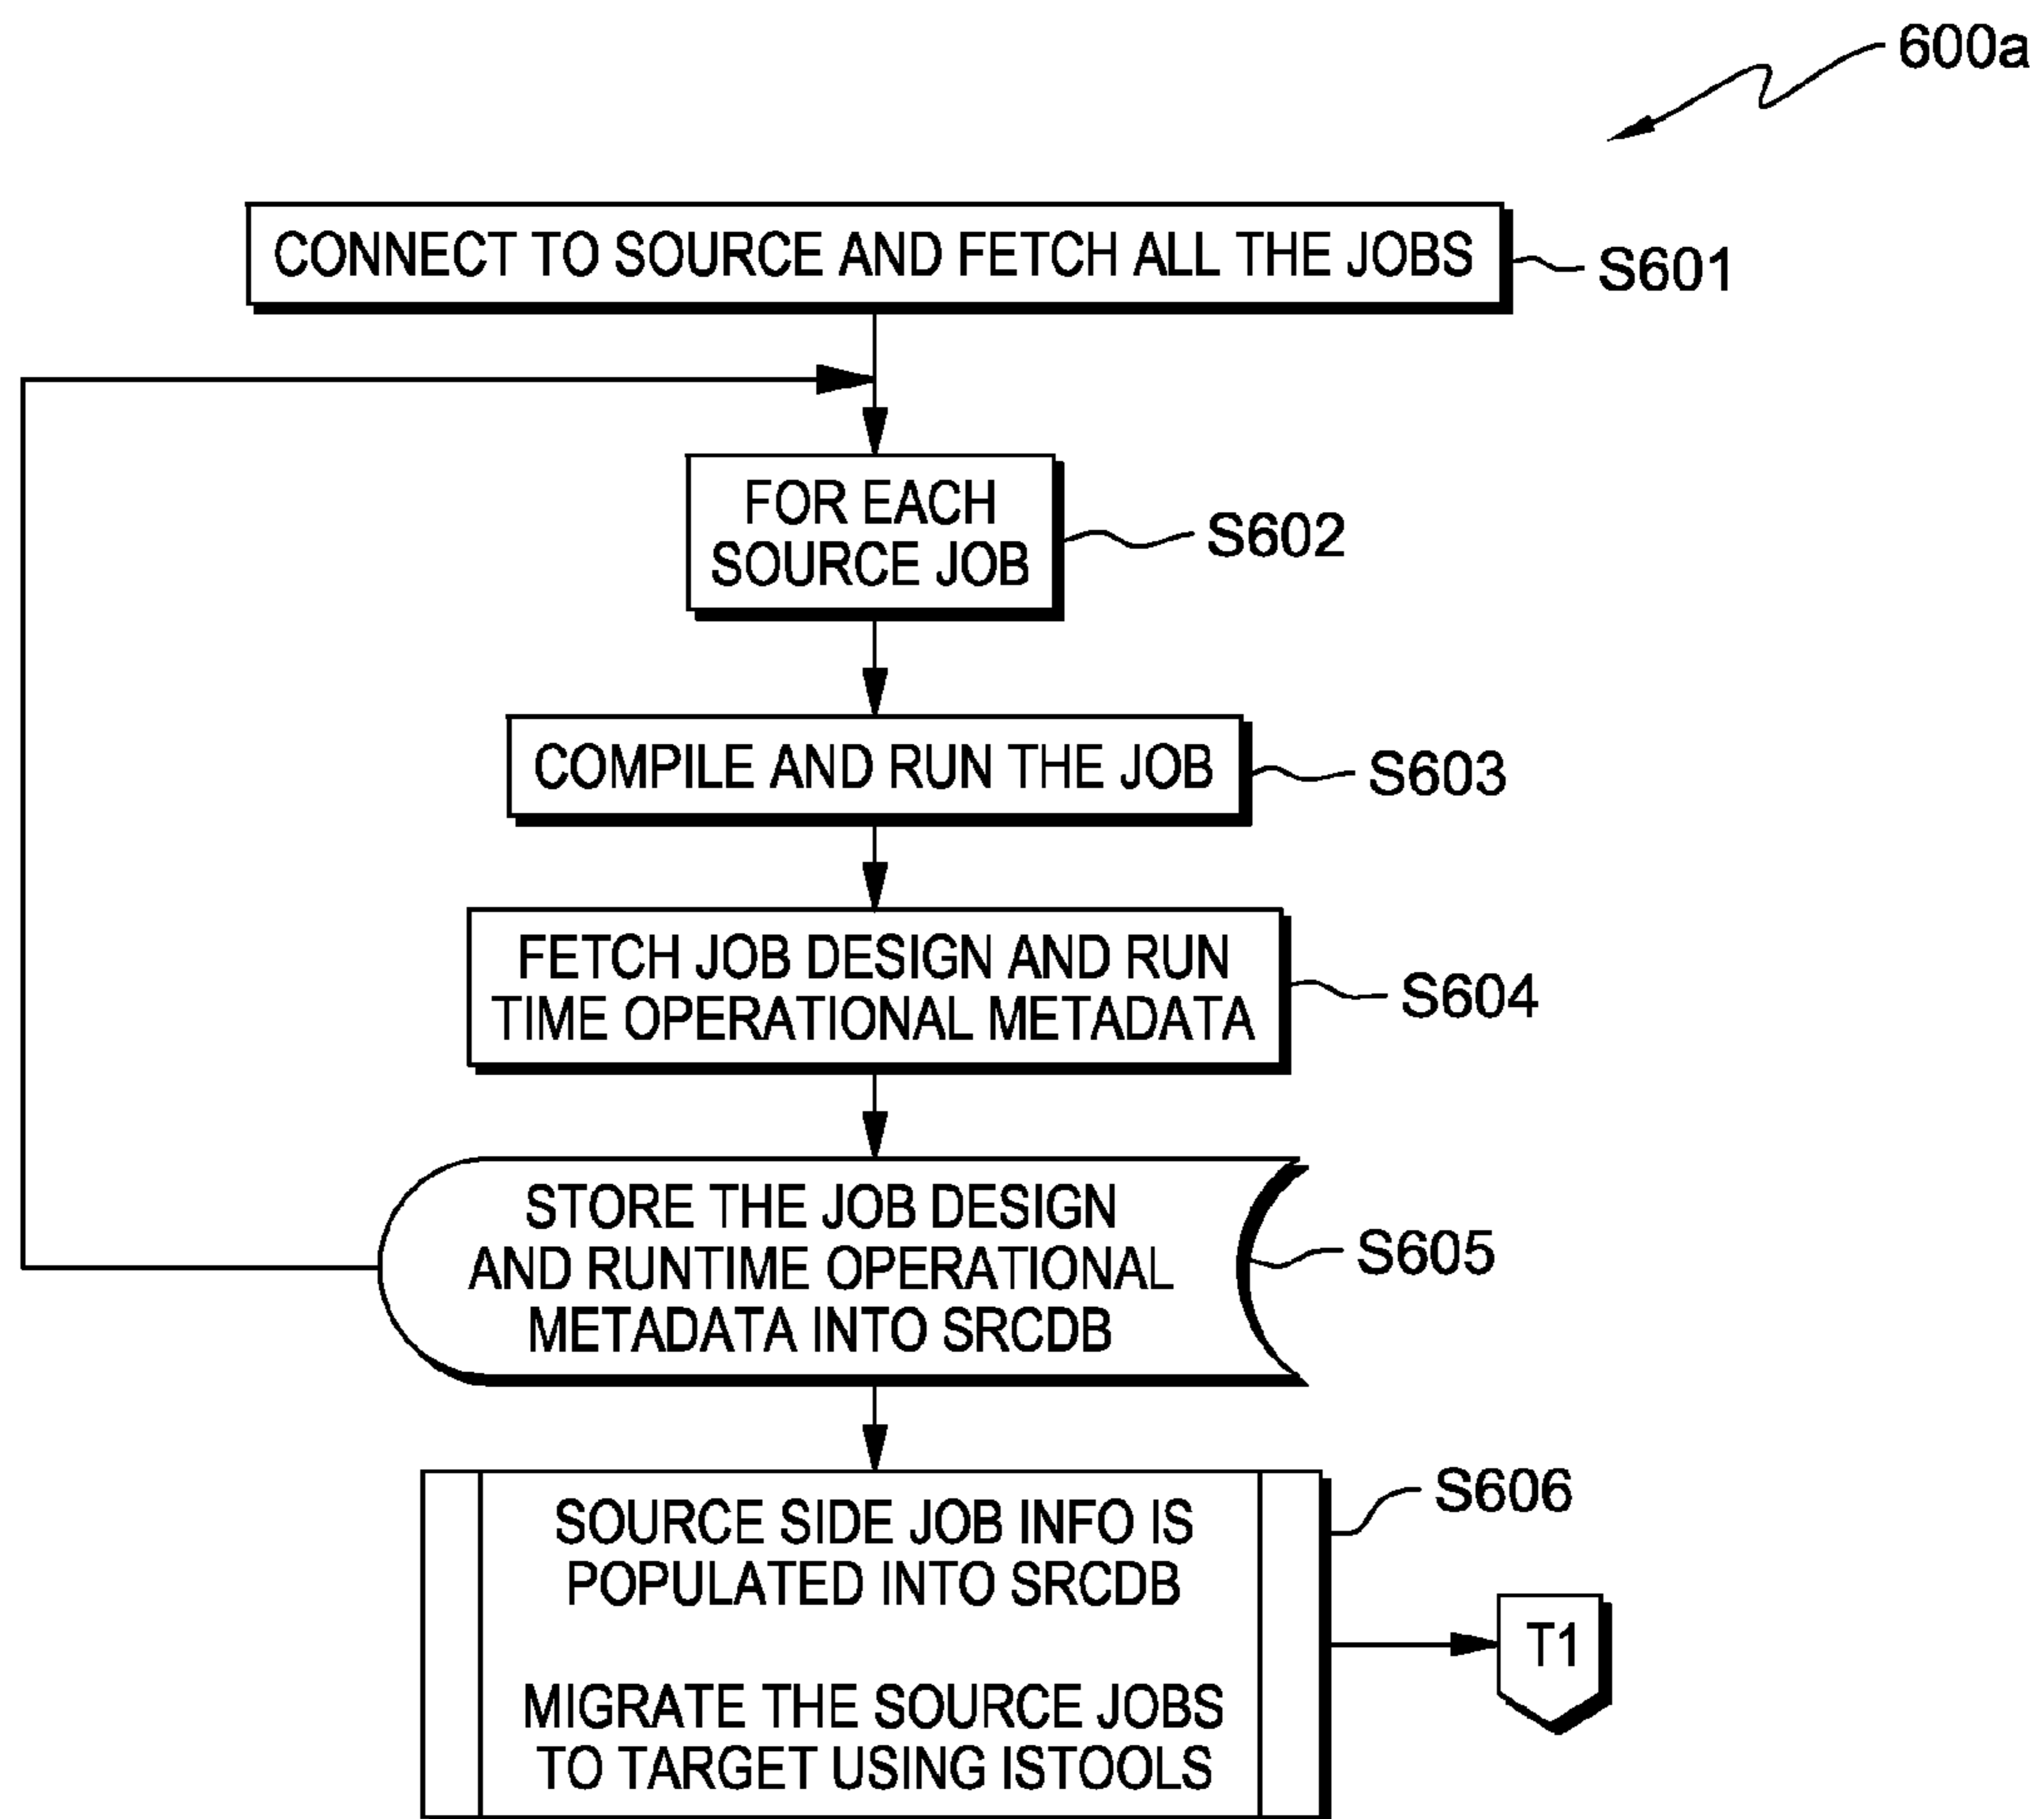 600a
CONNECT TO SOURCE AND FETCH ALL THE JOBS
S601
FOR EACH
SOURCE JOB
S602
COMPILE AND RUN THE JOB
S603
FETCH JOB DESIGN AND RUN
TIME OPERATIONAL METADATA
S604
STORE THE JOB DESIGN
AND RUNTIME OPERATIONAL
METADATA INTO SRCDB
S605
SOURCE SIDE JOB INFO IS
POPULATED INTO SRCDB
MIGRATE THE SOURCE JOBS
TO TARGET USING ISTOOLS
S606
T1